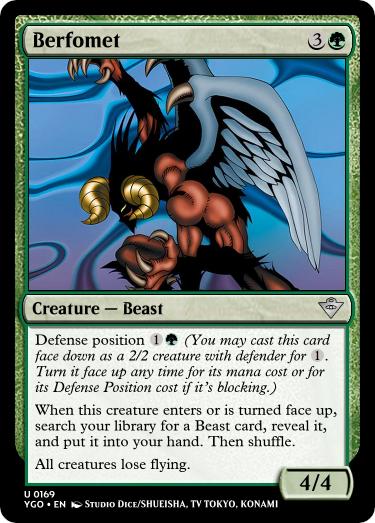 Berfomet 3
Creature — Beast
Defense position 1 (You may cast this card
face down as a 2/2 creature with defender for 1.
Turn it face up any time for its mana cost or for
its Defense Position cost if it's blocking.)
When this creature enters or is turned face up,
search your library for a Beast card, reveal it,
and put it into your hand. Then shuffle.
All creatures lose flying.
4/4
U 0169
YGO • EN Studio Dice/SHUEISHA, TV TOKYO, KONAMI